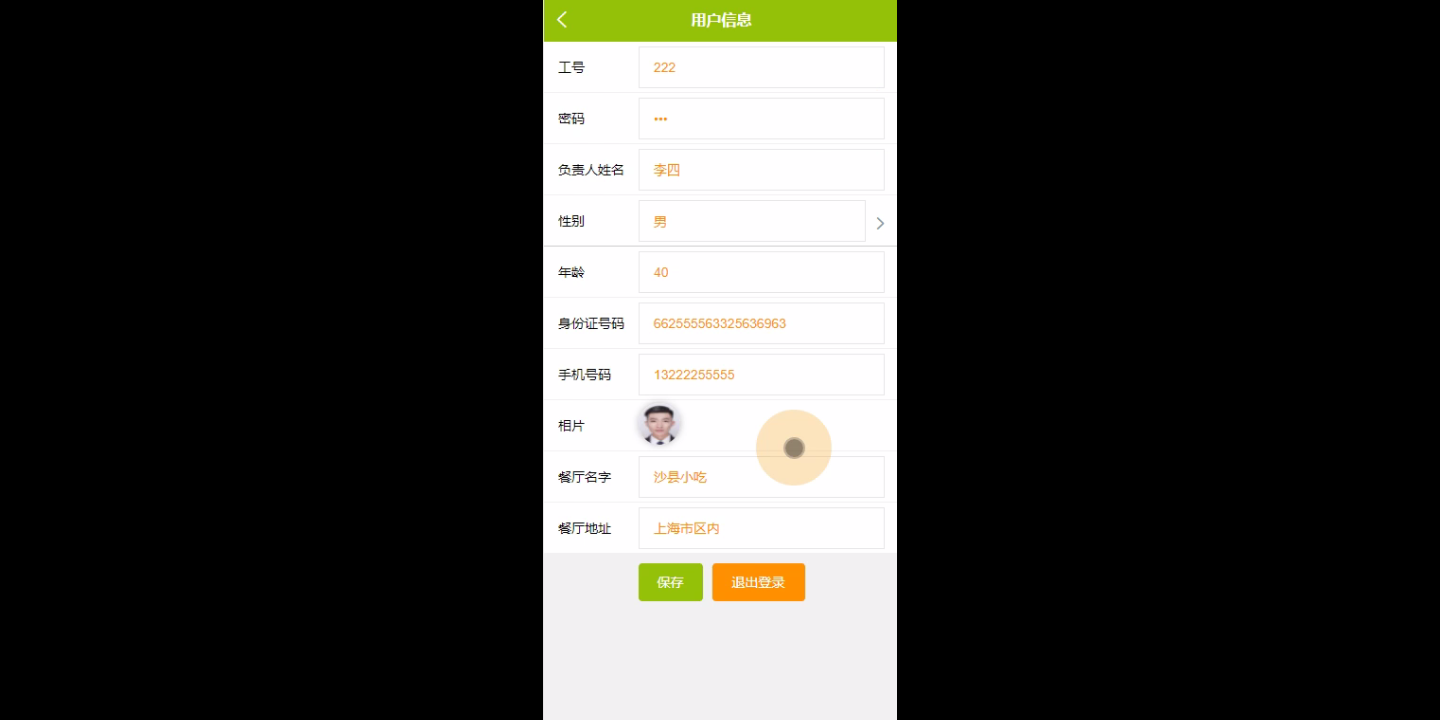 用户信息
工号 222
密码 •••
负责人姓名 李四
性别 男
年龄 40
身份证号码 662555563325636963
手机号码 13222255555
相片
餐厅名字 沙县小吃
餐厅地址 上海市区内
保存 退出登录